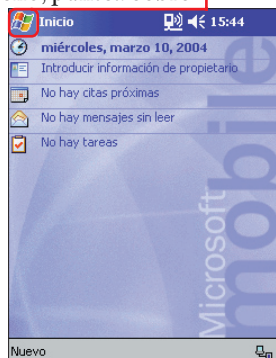 Inicio 15:44
miércoles, marzo 10, 2004
Introducir información de propietario
No hay citas próximas
No hay mensajes sin leer
No hay tareas
Microsoft
mobile
Nuevo